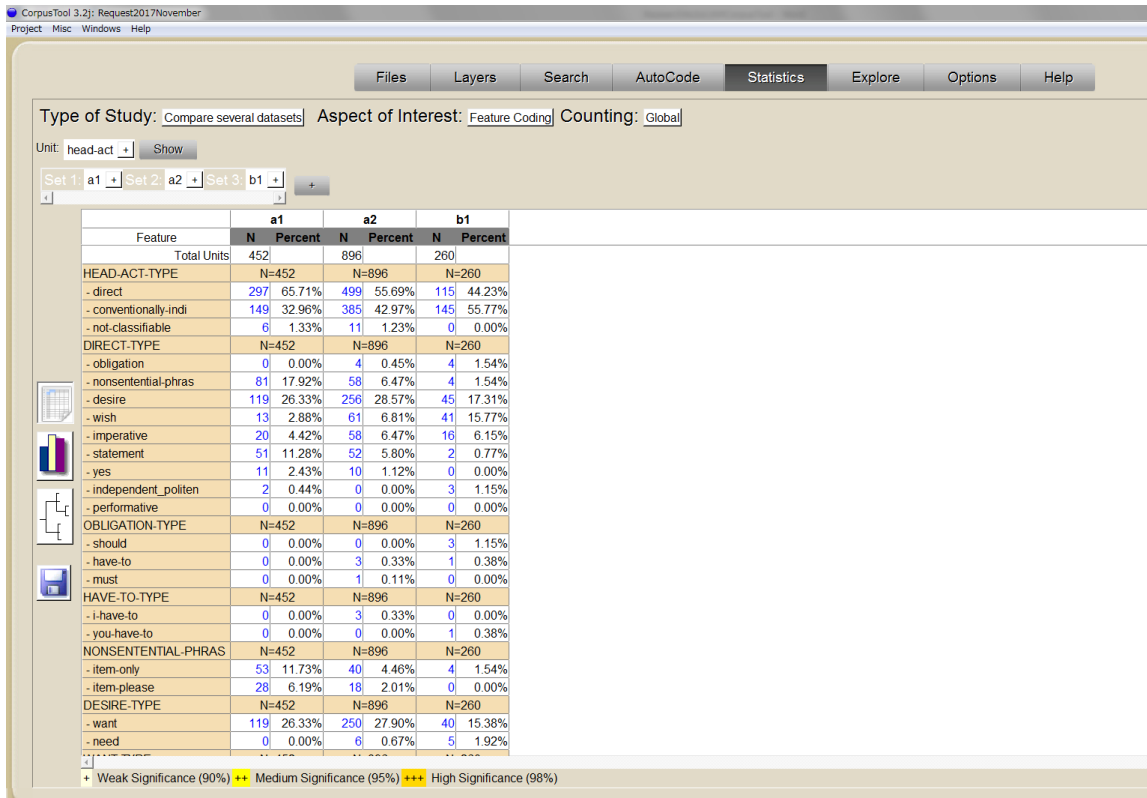 CorpusTool 3.2j: Request2017November
Project Misc Windows Help
Files Layers Search AutoCode Statistics Explore Options Help
Type of Study: Compare several datasets Aspect of Interest: Feature Coding Counting: Global
Unit: head-act + Show
Set 1: a1 + Set 2: a2 + Set 3: b1 + +
a1 a2 b1
Feature N Percent N Percent N Percent
Total Units 452 896 260
HEAD-ACT-TYPE N=452 N=896 N=260
- direct 297 65.71% 499 55.69% 115 44.23%
- conventionally-indi 149 32.96% 385 42.97% 145 55.77%
- not-classifiable 6 1.33% 11 1.23% 0 0.00%
DIRECT-TYPE N=452 N=896 N=260
- obligation 0 0.00% 4 0.45% 4 1.54%
- nonsentential-phras 81 17.92% 58 6.47% 4 1.54%
- desire 119 26.33% 256 28.57% 45 17.31%
- wish 13 2.88% 61 6.81% 41 15.77%
- imperative 20 4.42% 58 6.47% 16 6.15%
- statement 51 11.28% 52 5.80% 2 0.77%
- yes 11 2.43% 10 1.12% 0 0.00%
- independent_politen 2 0.44% 0 0.00% 3 1.15%
- performative 0 0.00% 0 0.00% 0 0.00%
OBLIGATION-TYPE N=452 N=896 N=260
- should 0 0.00% 0 0.00% 3 1.15%
- have-to 0 0.00% 3 0.33% 1 0.38%
- must 0 0.00% 1 0.11% 0 0.00%
HAVE-TO-TYPE N=452 N=896 N=260
- i-have-to 0 0.00% 3 0.33% 0 0.00%
- you-have-to 0 0.00% 0 0.00% 1 0.38%
NONSENTENTIAL-PHRAS N=452 N=896 N=260
- item-only 53 11.73% 40 4.46% 4 1.54%
- item-please 28 6.19% 18 2.01% 0 0.00%
DESIRE-TYPE N=452 N=896 N=260
- want 119 26.33% 250 27.90% 40 15.38%
- need 0 0.00% 6 0.67% 5 1.92%
+ Weak Significance (90%) ++ Medium Significance (95%) +++ High Significance (98%)